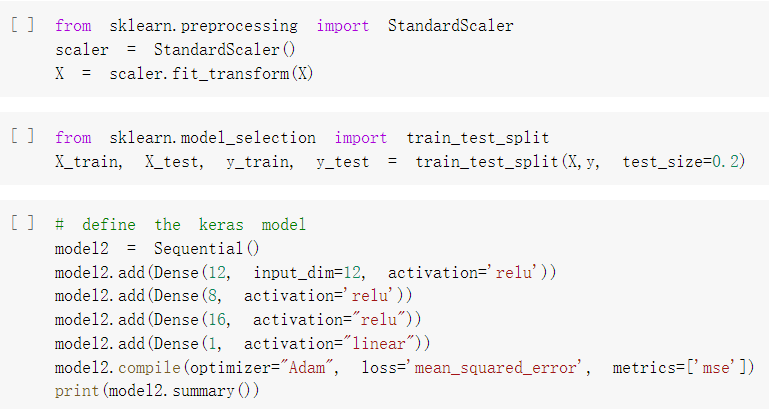 [ ] from sklearn.preprocessing import StandardScaler
scaler = StandardScaler()
X = scaler.fit_transform(X)
[ ] from sklearn.model_selection import train_test_split
X_train, X_test, y_train, y_test = train_test_split(X,y, test_size=0.2)
[ ] # define the keras model
model2 = Sequential()
model2.add(Dense(12, input_dim=12, activation='relu'))
model2.add(Dense(8, activation='relu'))
model2.add(Dense(16, activation="relu"))
model2.add(Dense(1, activation="linear"))
model2.compile(optimizer="Adam", loss='mean_squared_error', metrics=['mse'])
print(model2.summary())